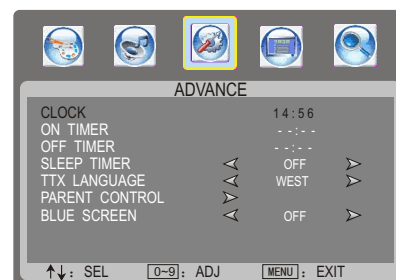 ADVANCE
CLOCK 14:56
ON TIMER --:--
OFF TIMER --:--
SLEEP TIMER OFF
TTX LANGUAGE WEST
PARENT CONTROL
BLUE SCREEN OFF
↑↓: SEL 0~9: ADJ MENU: EXIT